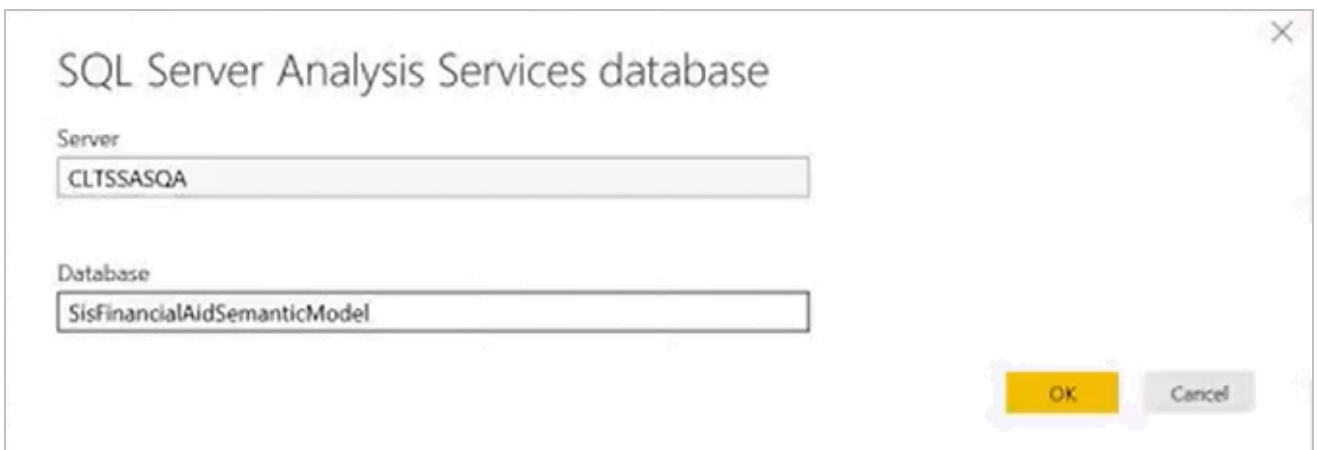 SQL Server Analysis Services database
Server
CLTSSASQA
Database
SisFinancialAidSemanticModel
OK
Cancel